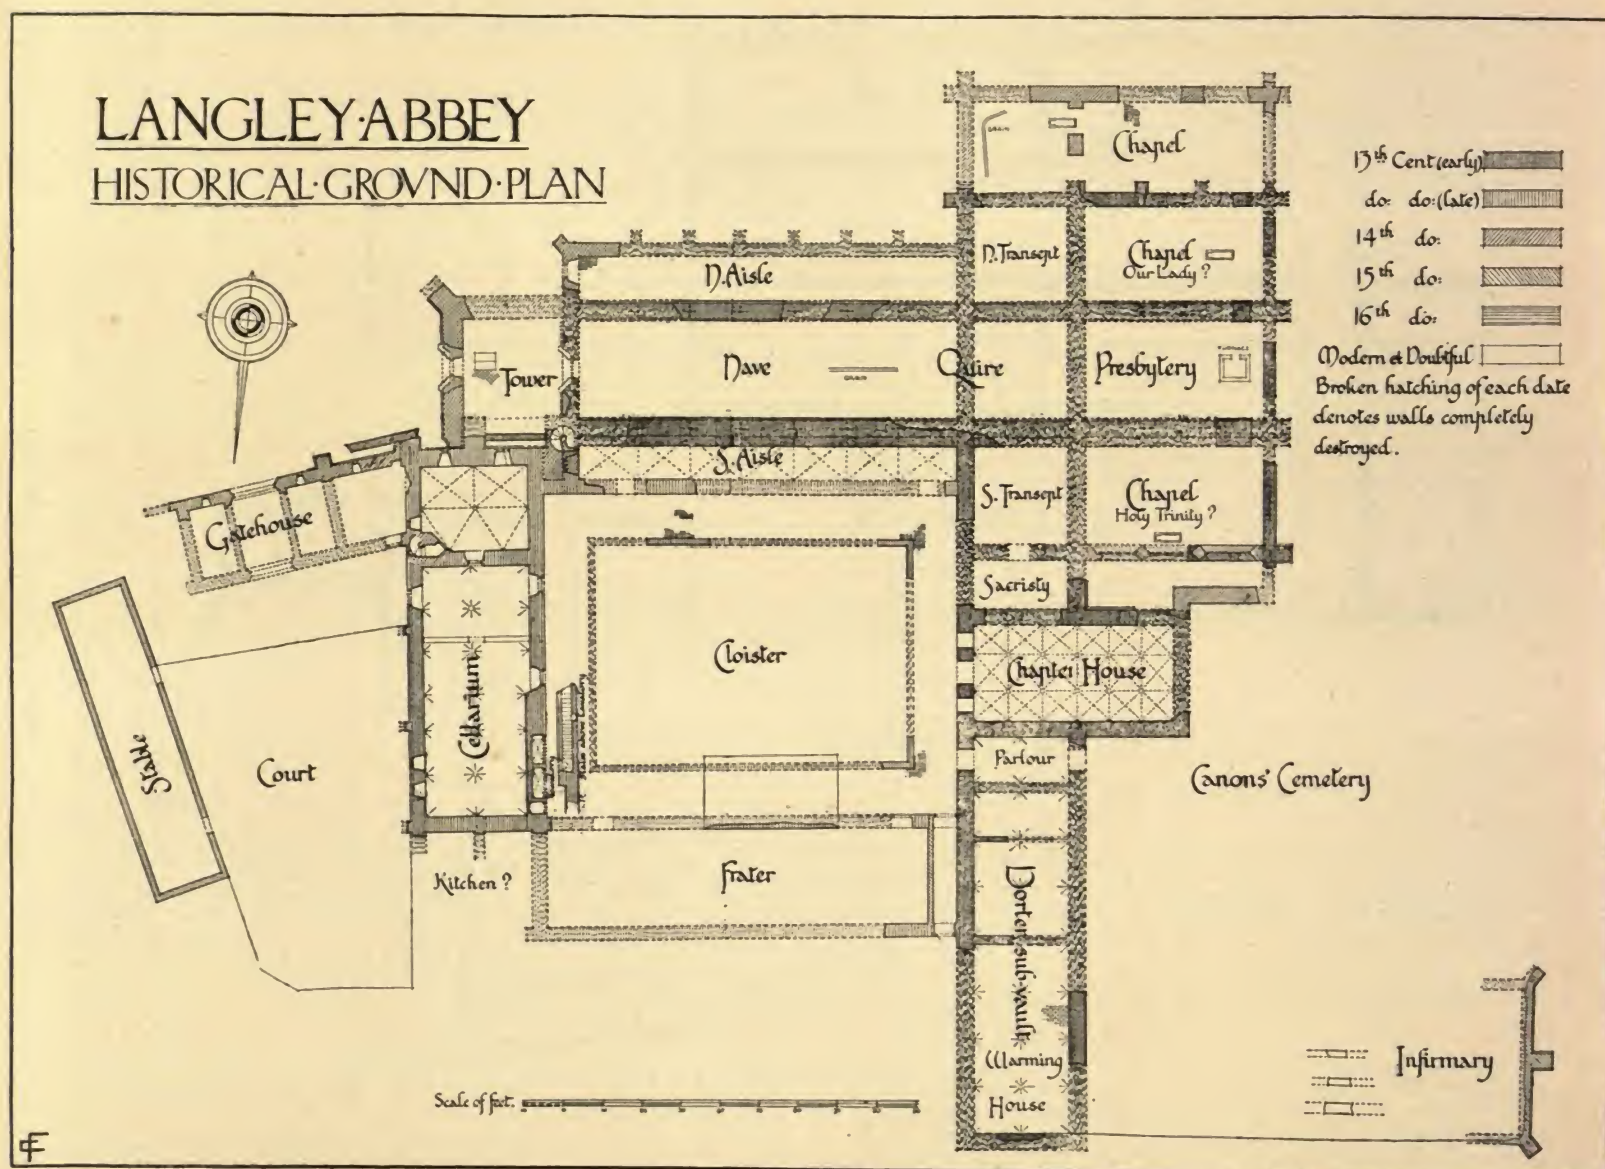 LANGLEY·ABBEY
HISTORICAL·GROVND·PLAN
DRAIN
Chapel
N. Transept
Chapel
Our Lady?
N. Aisle
Tower
Nave
DRAIN
Quire
Presbytery
FURNACE
S. Aisle
S. Transept
Chapel
Holy Trinity?
Gatehouse
Sacristy
Cloister
Chapter House
Cellarium
Stable
Court
Parlour
Canons' Cemetery
Kitchen?
Frater
Dorter sub-vault
Warming
House
Infirmary
Scale of feet.
13th Cent (early)
do: do: (late)
14th do:
15th do:
16th do:
Modern et Doubtful
Broken hatching of each date
denotes walls completely
destroyed.